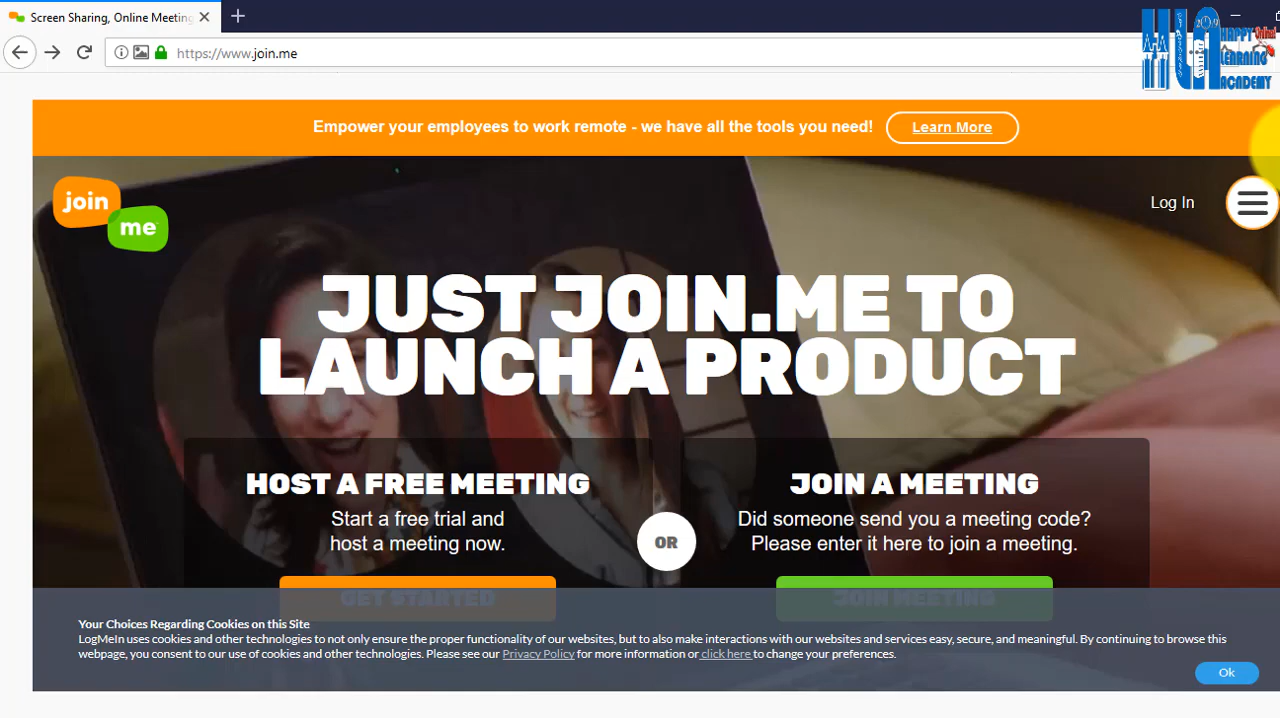 Screen Sharing, Online Meeting
https://www.join.me
HAPPY
LEARNING
ACADEMY
Empower your employees to work remote - we have all the tools you need!
Learn More
join
me
Log In
JUST JOIN.ME TO
LAUNCH A PRODUCT
HOST A FREE MEETING
Start a free trial and
host a meeting now.
GET STARTED
OR
JOIN A MEETING
Did someone send you a meeting code?
Please enter it here to join a meeting.
JOIN MEETING
Your Choices Regarding Cookies on this Site
LogMeIn uses cookies and other technologies to not only ensure the proper functionality of our websites, but to also make interactions with our websites and services easy, secure, and meaningful. By continuing to browse this
webpage, you consent to our use of cookies and other technologies. Please see our Privacy Policy for more information or click here to change your preferences.
Ok